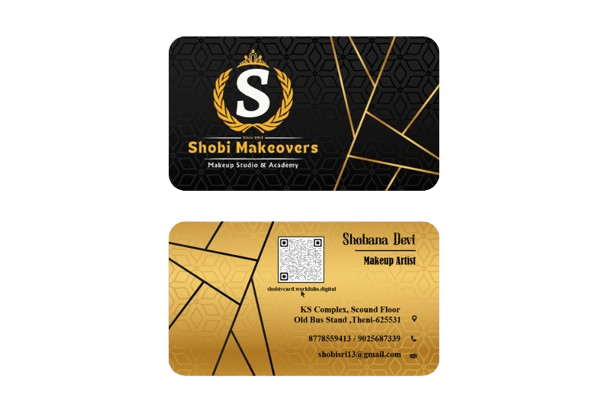 S
Since 2013
Shobi Makeovers
Makeup Studio & Academy
Shobana Devi
Makeup Artist
shobivcard.workfolio.digital
KS Complex, Scound Floor
Old Bus Stand ,Theni-625531
8778559413 / 9025687339
shobisri13@gmail.com